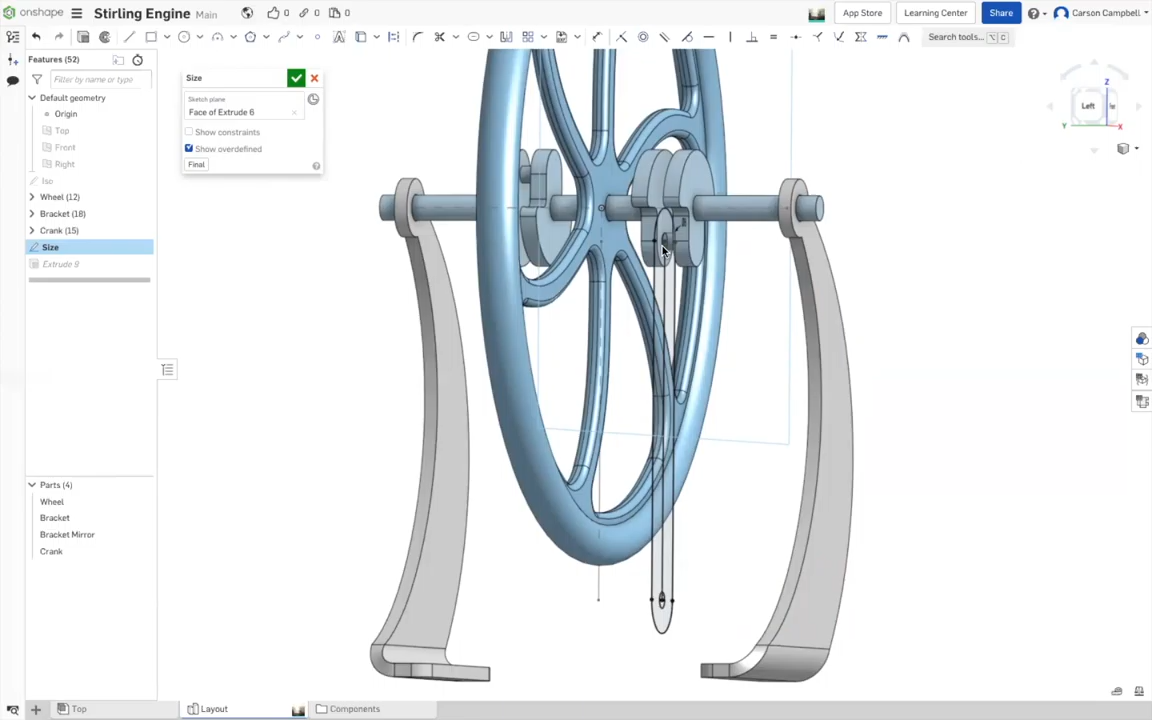 onshape Stirling Engine Main 0 0 0 App Store Learning Center Share Carson Campbell
Search tools... ⌥ C
Features (52)
Filter by name or type?
Default geometry
Origin
Top
Front
Right
Iso
Wheel (12)
Bracket (18)
Crank (15)
Size
Extrude 9
Size
Sketch plane
Face of Extrude 6
Show constraints
Show overdefined
Final
Z
Left
Y
X
Parts (4)
Wheel
Bracket
Bracket Mirror
Crank
Top Layout Components